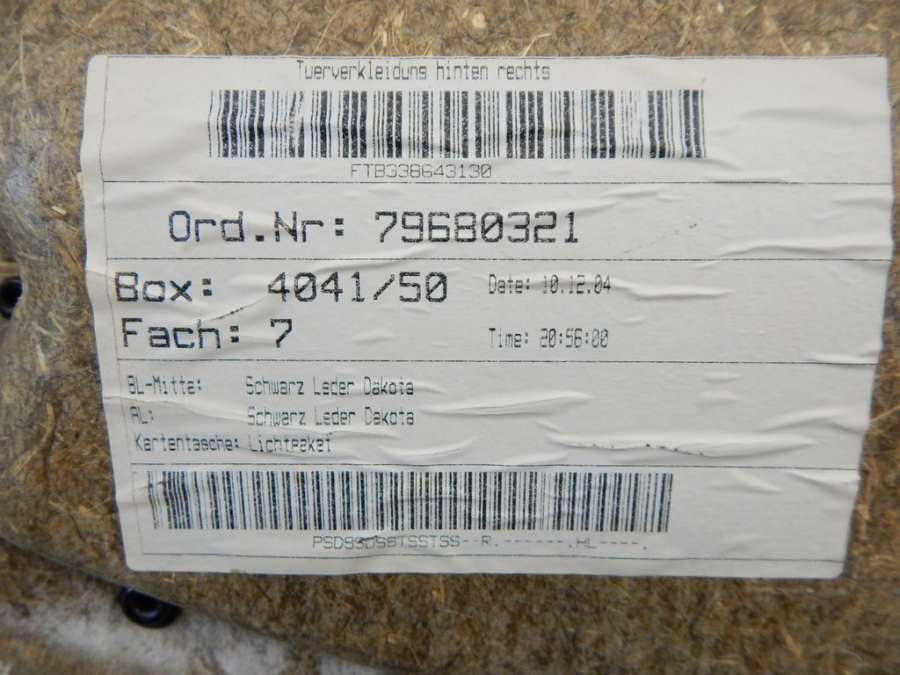 Tuerverkleidung hinten rechts
FTB338643130
Ord.Nr: 79680321
Box: 4041/50 Date: 10.12.04
Fach: 7 Time: 20:56:00
BL-Mitte: Schwarz Leder Dakota
AL: Schwarz Leder Dakota
Kartentasche: Lichtpaket
PSDS3DSSTSSTSS--R.------.HL----.